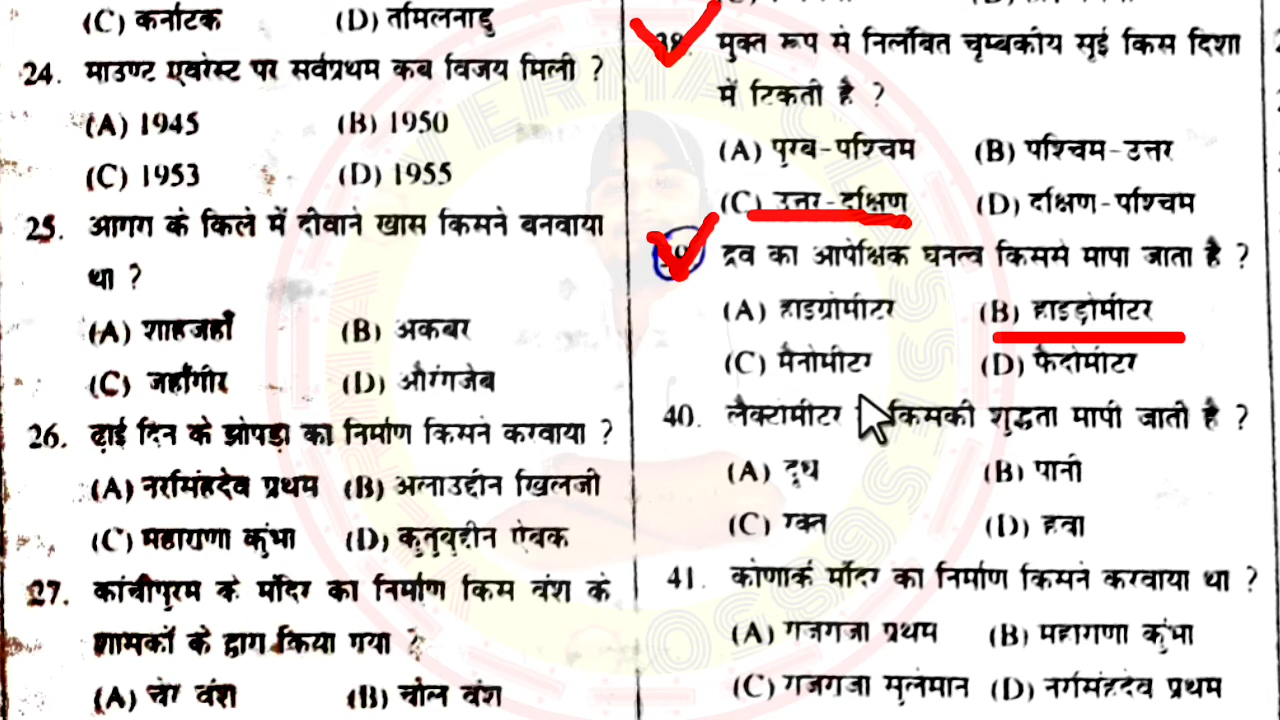 (C) कर्नाटक (D) तमिलनाडु
24. माउण्ट एवरेस्ट पर सर्वप्रथम कब विजय मिली ?
(A) 1945 (B) 1950
(C) 1953 (D) 1955
25. आगरा के किले में दीवाने खास किसने बनवाया
था ?
(A) शाहजहाँ (B) अकबर
(C) जहाँगीर (D) औरंगजेब
26. ढ़ाई दिन के झोपड़ा का निर्माण किसने करवाया ?
(A) नरसिंहदेव प्रथम (B) अलाउद्दीन खिलजी
(C) महाराणा कुंभा (D) कुतुबुद्दीन ऐबक
27. कांचीपुरम के मंदिर का निर्माण किस वंश के
शासकों के द्वारा किया गया ?
(A) चेर वंश (B) चोल वंश
38. मुक्त रूप से निलंबित चुम्बकीय सूई किस दिशा
में टिकती है ?
(A) पूरब-पश्चिम (B) पश्चिम-उत्तर
(C) उत्तर-दक्षिण (D) दक्षिण-पश्चिम
39. द्रव का आपेक्षिक घनत्व किससे मापा जाता है ?
(A) हाइग्रोमीटर (B) हाइड्रोमीटर
(C) मैनोमीटर (D) फैदोमीटर
40. लैक्टोमीटर किसकी शुद्धता मापी जाती है ?
(A) दूध (B) पानी
(C) रक्त (D) हवा
41. कोणार्क मंदिर का निर्माण किसने करवाया था ?
(A) राजराजा प्रथम (B) महाराणा कुंभा
(C) राजराजा मुलेमान (D) नरसिंहदेव प्रथम